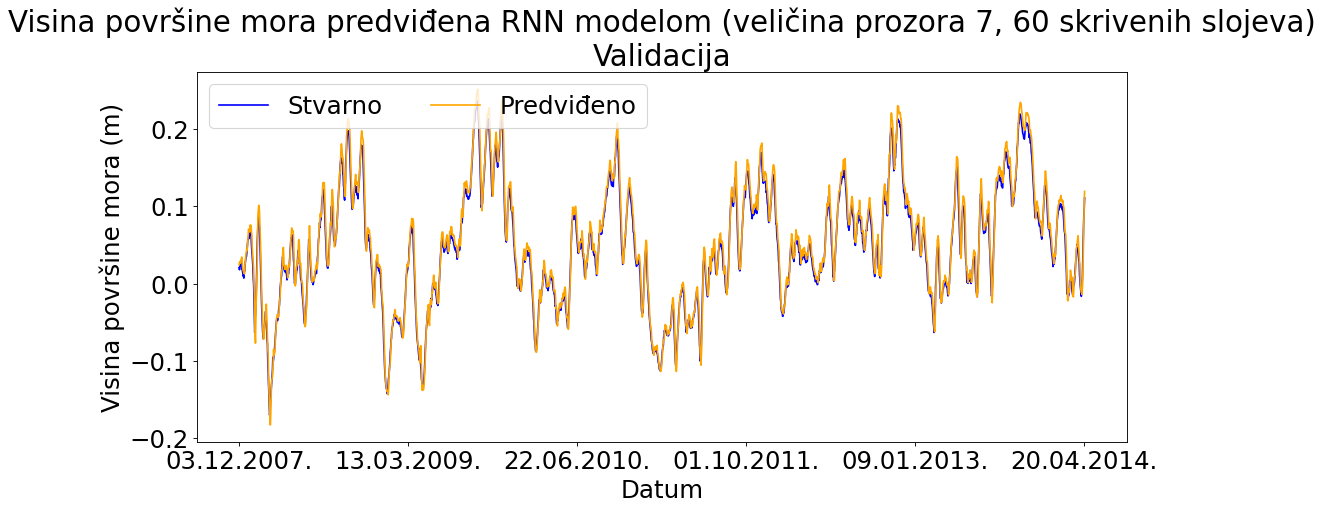 Visina površine mora predviđena RNN modelom (veličina prozora 7, 60 skrivenih slojeva)
Validacija
Stvarno
Predviđeno
Visina površine mora (m)
0.2
0.1
0.0
−0.1
−0.2
03.12.2007. 13.03.2009. 22.06.2010. 01.10.2011. 09.01.2013. 20.04.2014.
Datum